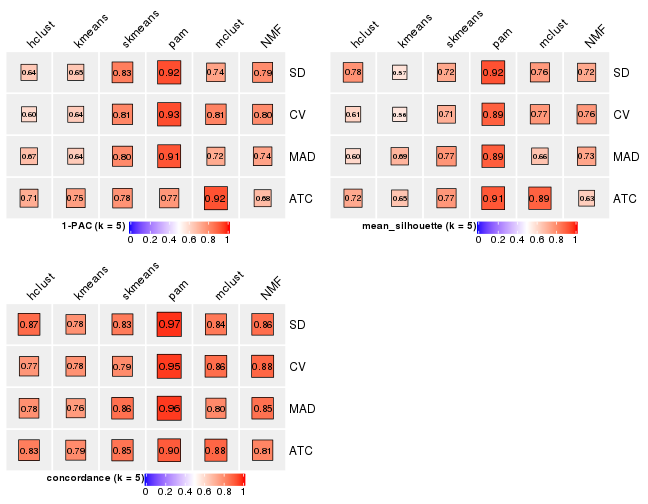 hclust kmeans skmeans pam mclust NMF
0.64 0.65 0.83 0.92 0.74 0.79 SD
0.60 0.64 0.81 0.93 0.81 0.80 CV
0.67 0.64 0.80 0.91 0.72 0.74 MAD
0.71 0.75 0.78 0.77 0.92 0.68 ATC
1-PAC (k = 5)
0 0.2 0.4 0.6 0.8 1
hclust kmeans skmeans pam mclust NMF
0.78 0.57 0.72 0.92 0.76 0.72 SD
0.61 0.56 0.71 0.89 0.77 0.76 CV
0.60 0.69 0.77 0.89 0.66 0.73 MAD
0.72 0.65 0.77 0.91 0.89 0.63 ATC
mean_silhouette (k = 5)
0 0.2 0.4 0.6 0.8 1
hclust kmeans skmeans pam mclust NMF
0.87 0.78 0.83 0.97 0.84 0.86 SD
0.77 0.78 0.79 0.95 0.86 0.88 CV
0.78 0.76 0.86 0.96 0.80 0.85 MAD
0.83 0.79 0.85 0.90 0.88 0.81 ATC
concordance (k = 5)
0 0.2 0.4 0.6 0.8 1